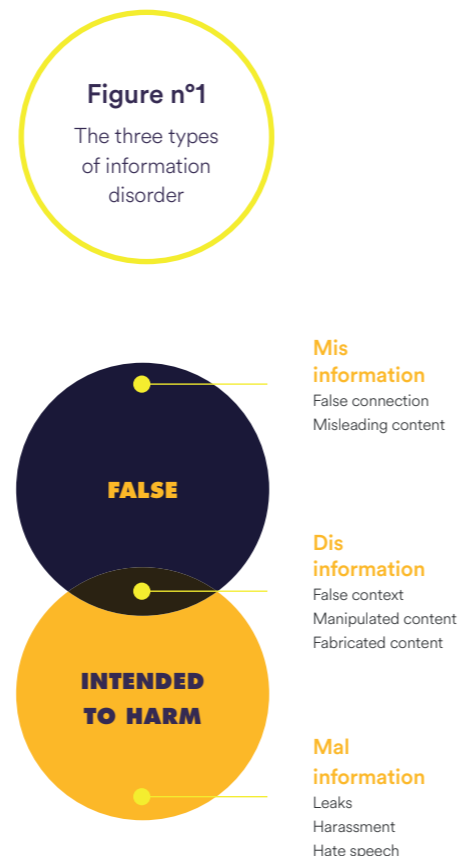 Figure nº1
The three types
of information
disorder
Mis
information
False connection
Misleading content
FALSE
Dis
information
False context
Manipulated content
Fabricated content
INTENDED
TO HARM
Mal
information
Leaks
Harassment
Hate speech